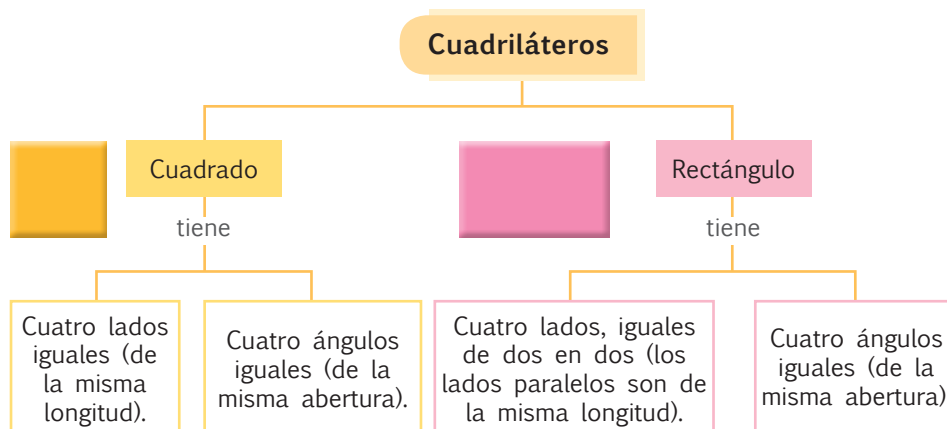 Cuadriláteros
Cuadrado
Rectángulo
tiene
tiene
Cuatro lados
iguales (de
la misma
longitud).
Cuatro ángulos
iguales (de la
misma abertura).
Cuatro lados, iguales
de dos en dos (los
lados paralelos son de
la misma longitud).
Cuatro ángulos
iguales (de la
misma abertura)